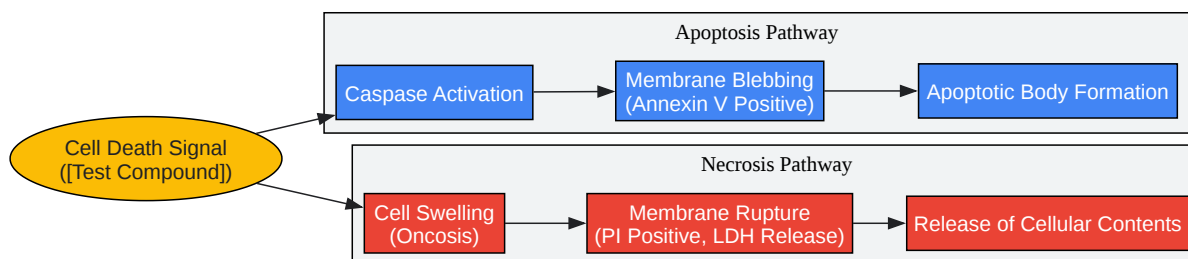 Apoptosis Pathway
Caspase Activation
Membrane Blebbing
(Annexin V Positive)
Apoptotic Body Formation
Cell Death Signal
([Test Compound])
Necrosis Pathway
Cell Swelling
(Oncosis)
Membrane Rupture
(PI Positive, LDH Release)
Release of Cellular Contents